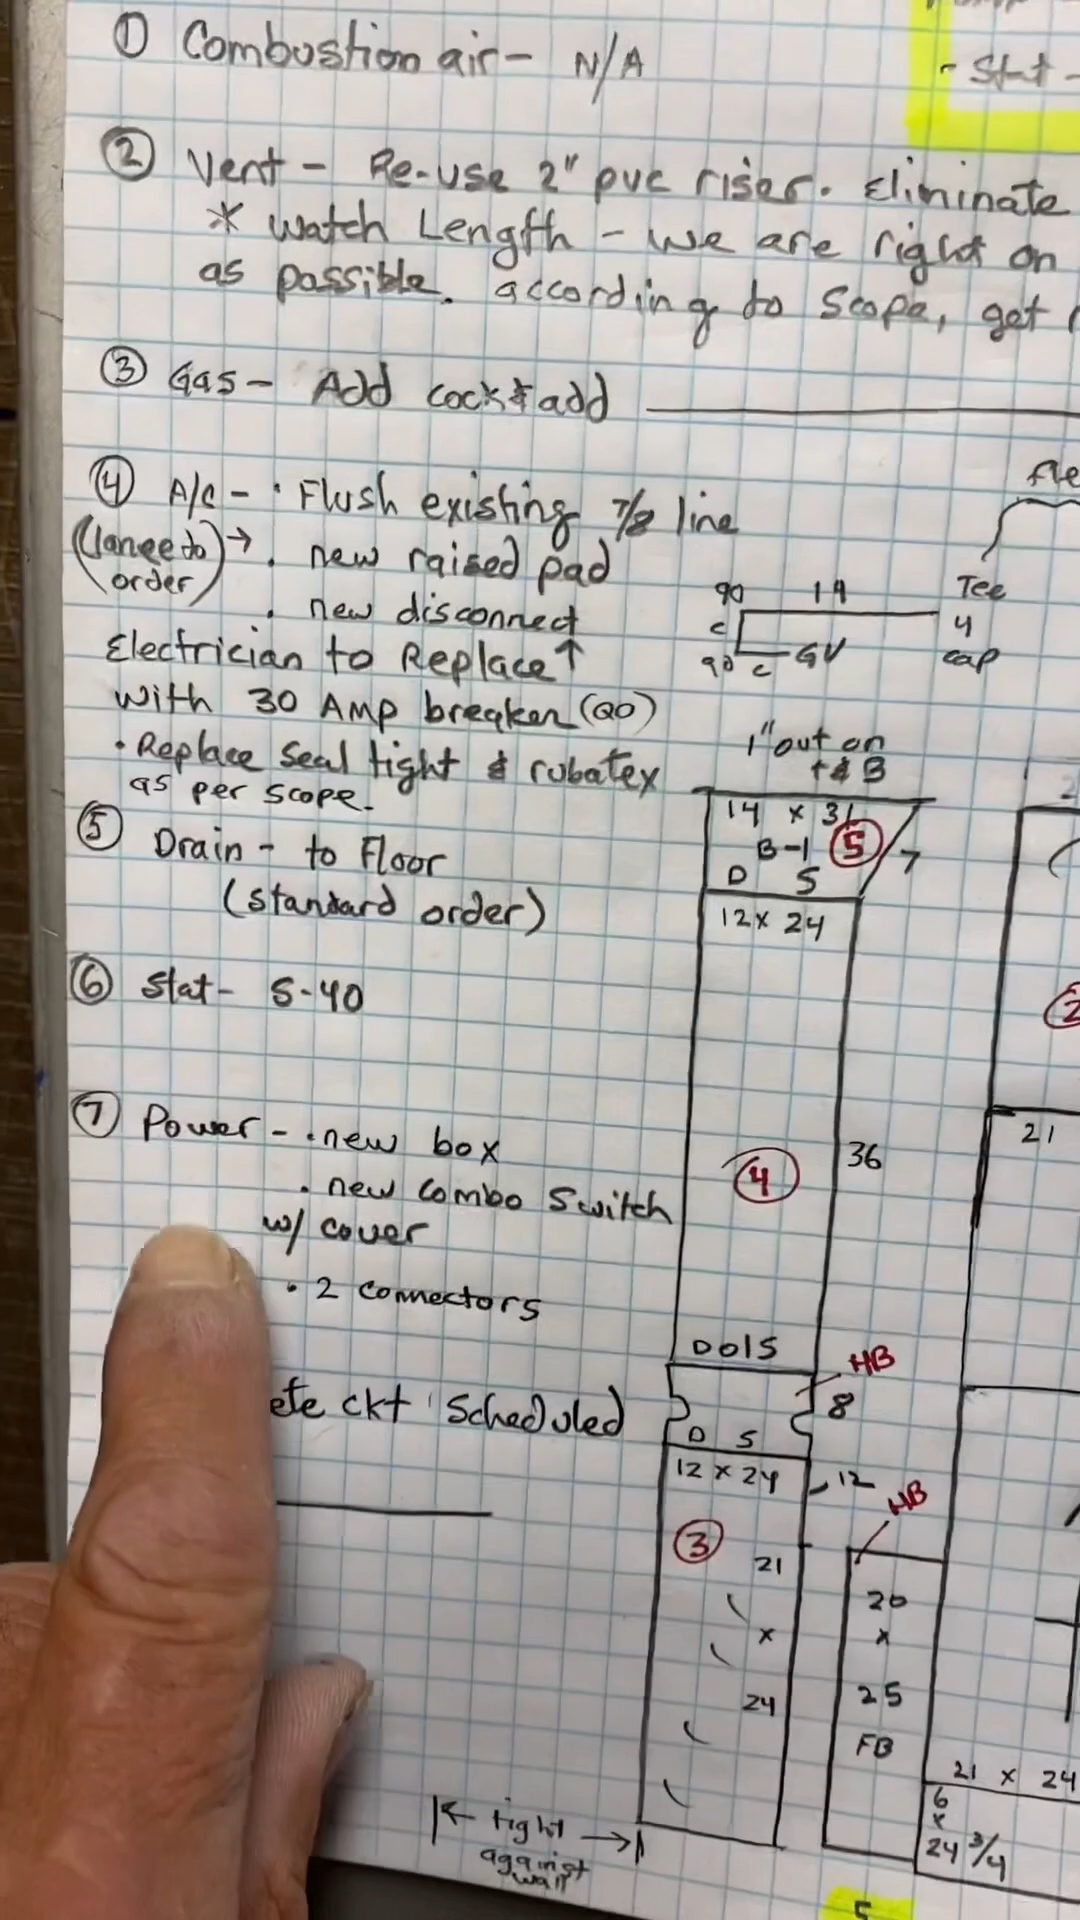 ① Combustion air - N/A
- Stat -
② Vent - Re-use 2" pvc riser. Eliminate
* Watch Length - we are right on
as possible. according to Scope, get
③ Gas - Add cock & add
④ A/C - • Flush existing 7/8 line
order) • new raised pad
• new disconnect
Electrician to Replace ↑
with 30 AMP breaker (QO)
• Replace Seal tight & rubatex
as per scope.
⑤ Drain - to Floor
(standard order)
⑥ Stat - S-40
⑦ Power - • new box
• new combo Switch
w/ cover
• 2 connectors
ckt Scheduled
90 19 Tee
C 4
90 C GV cap
1" out on
T & B
14 x
B-1 ⑤ 7
D S
12 x 24
②
21
④ 36
D01S
HB
8
D S
12 x 24 12
HB
③
21
x
24
20
x
25
FB
21 x 24
6
x
24 3/4
|← tight →|
against
wall